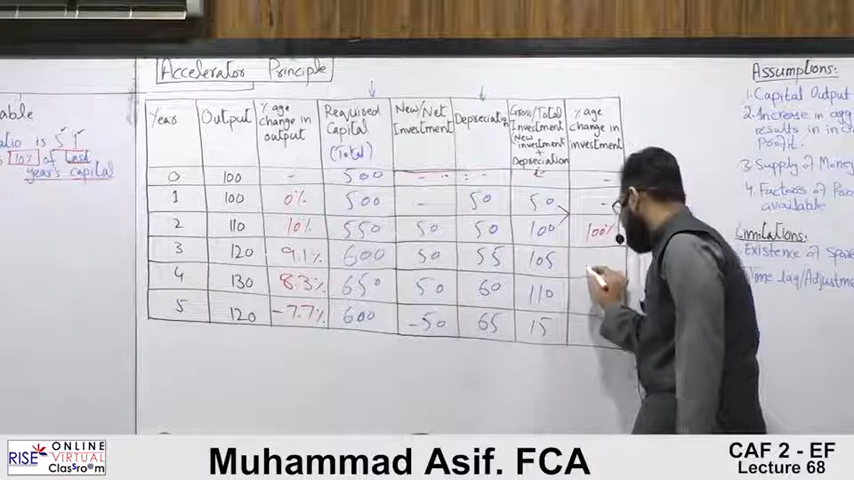 Accelerator Principle
able
atio is 5:1
10% of last
year's capital
Year
Output
%age
change in
output
Required
Capital
(Total)
New/Net
Investment
Depreciation
Gross/Total
Investment
(New
investment
+
Depreciation
%age
change in
investment
0 100 - 500 - - : - -
1 100 0% 500 - 50 50 -
2 110 10% 550 50 50 100 100%
3 120 9.1% 600 50 55 105
4 130 8.3% 650 50 60 110
5 120 -7.7% 600 -50 65 15
Assumptions:
1. Capital Output
2. Increase in agg
results in in
3. Supply of Money
4. Factors of
available
Limitations:
Existence of Spare
Time lag/Adjustme
RISE ONLINE
VIRTUAL
ClassrOOm
Muhammad Asif. FCA
CAF 2 - EF
Lecture 68